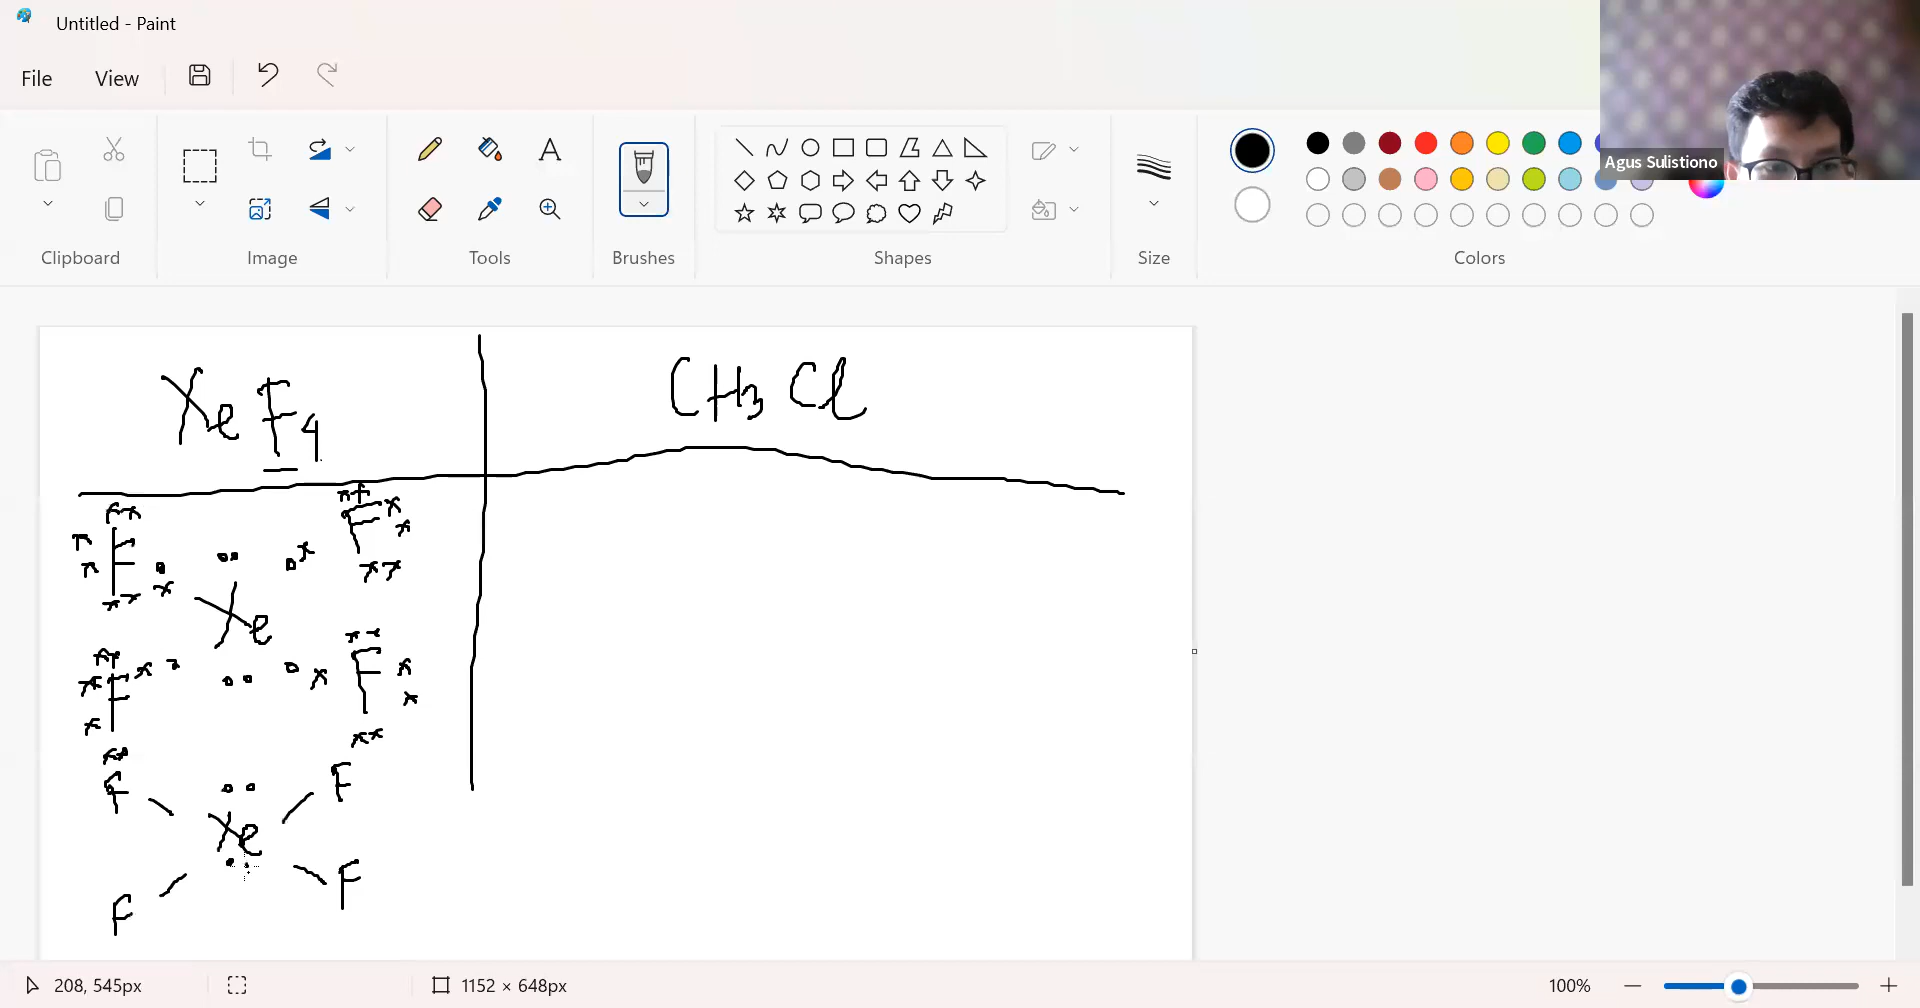 Untitled - Paint
File View
Agus Sulistiono
Clipboard Image Tools Brushes Shapes Size Colors
XeF4 CH3Cl
F F
Xe
F F
F F
Xe
F F
208, 545px 1152 × 648px 100%